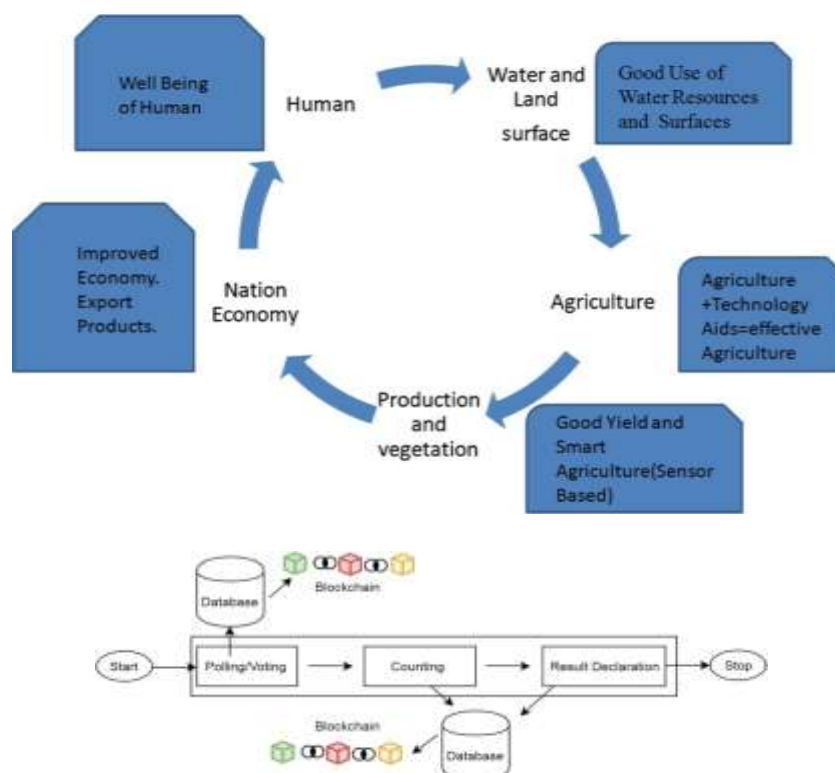 Well Being
of Human
Human
Water and
Land
surface
Good Use of
Water Resources
and Surfaces
Agriculture
Agriculture
+Technology
Aids=effective
Agriculture
Production
and
vegetation
Good Yield and
Smart
Agriculture(Sensor
Based)
Nation
Economy
Improved
Economy.
Export
Products.
Database
Blockchain
Start
Polling/Voting
Counting
Result Declaration
Stop
Blockchain
Database